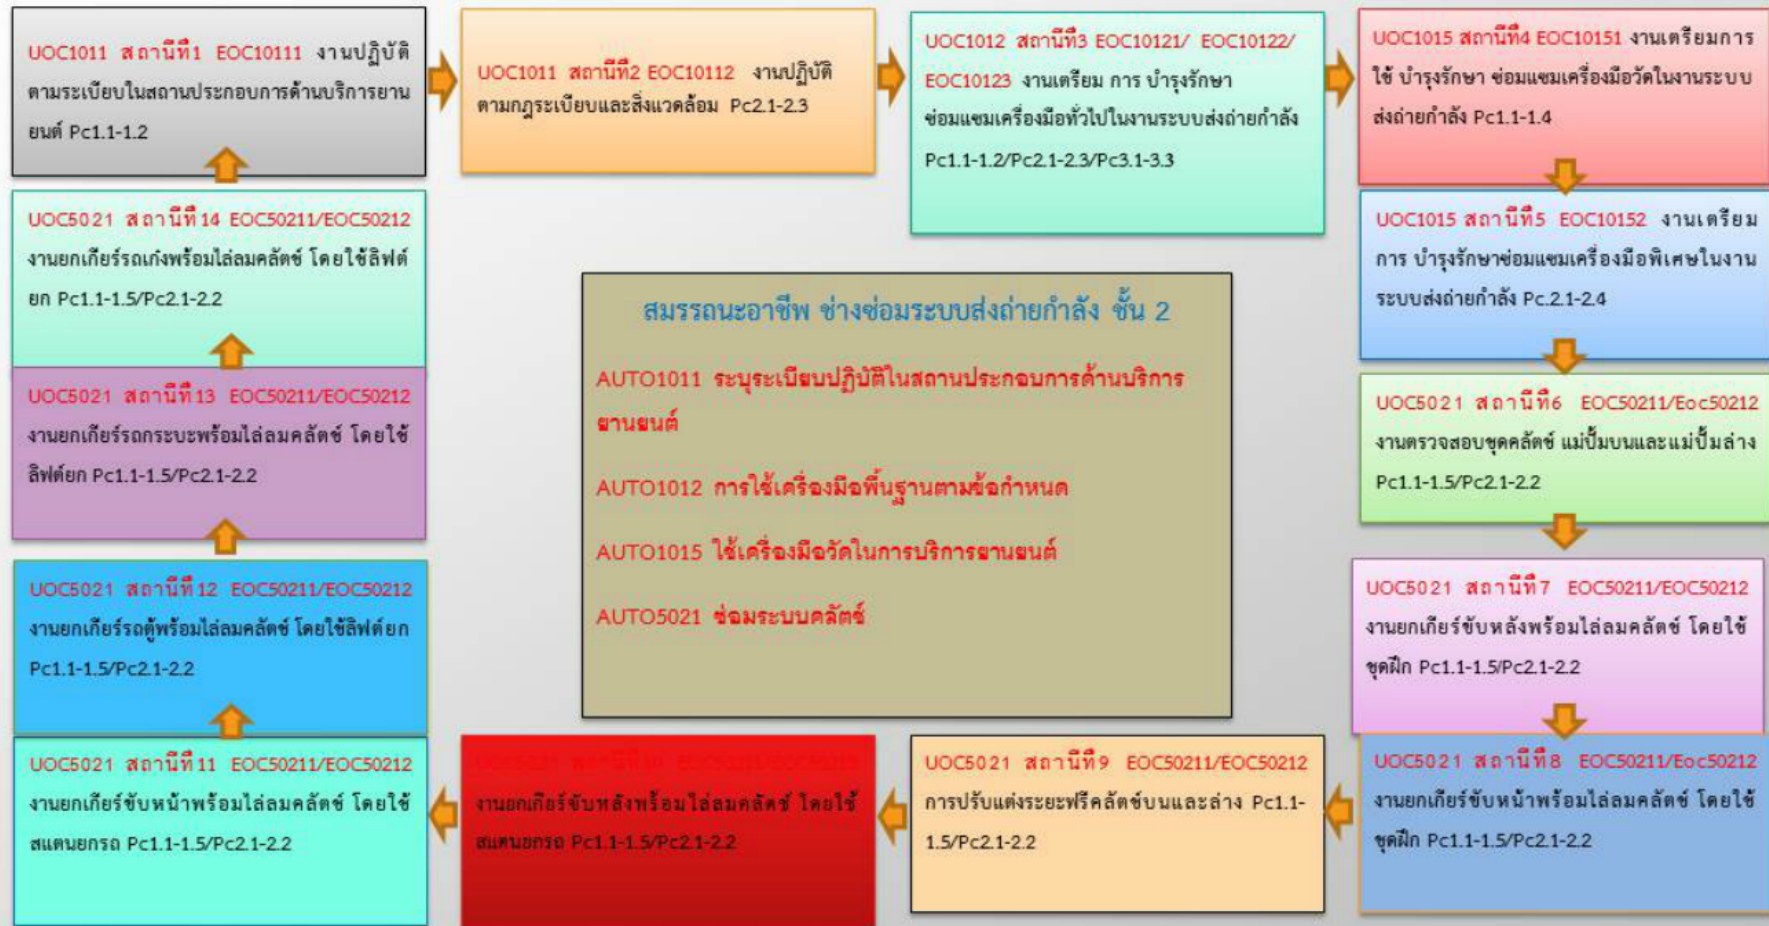 UOC1011 สถานีที่1 EOC10111 งานปฏิบัติ
ตามระเบียบในสถานประกอบการด้านบริการยาน
ยนต์ Pc1.1-1.2
UOC1011 สถานีที่2 EOC10112 งานปฏิบัติ
ตามกฎระเบียบและสิ่งแวดล้อม Pc2.1-2.3
UOC1012 สถานีที่3 EOC10121/ EOC10122/
EOC10123 งานเตรียม การ บำรุงรักษา
ซ่อมแซมเครื่องมือทั่วไปในงานระบบส่งถ่ายกำลัง
Pc1.1-1.2/Pc2.1-2.3/Pc3.1-3.3
UOC1015 สถานีที่4 EOC10151 งานเตรียมการ
ใช้ บำรุงรักษา ซ่อมแซมเครื่องมือวัดในงานระบบ
ส่งถ่ายกำลัง Pc1.1-1.4
UOC1015 สถานีที่5 EOC10152 งานเตรียม
การ บำรุงรักษาซ่อมแซมเครื่องมือพิเศษในงาน
ระบบส่งถ่ายกำลัง Pc.2.1-2.4
UOC5021 สถานีที่6 EOC50211/Eoc50212
งานตรวจสอบชุดคลัตช์ แม่ปั๊มบนและแม่ปั๊มล่าง
Pc1.1-1.5/Pc2.1-2.2
UOC5021 สถานีที่7 EOC50211/EOC50212
งานยกเกียร์ขับหลังพร้อมไล่ลมคลัตช์ โดยใช้
ชุดฝึก Pc1.1-1.5/Pc2.1-2.2
UOC5021 สถานีที่8 EOC50211/Eoc50212
งานยกเกียร์ขับหน้าพร้อมไล่ลมคลัตช์ โดยใช้
ชุดฝึก Pc1.1-1.5/Pc2.1-2.2
UOC5021 สถานีที่9 EOC50211/EOC50212
การปรับแต่งระยะฟรีคลัตช์บนและล่าง Pc1.1-
1.5/Pc2.1-2.2
UOC5021 สถานีที่10 EOC50211/EOC50212
งานยกเกียร์ขับหลังพร้อมไล่ลมคลัตช์ โดยใช้
สแตนยกรถ Pc1.1-1.5/Pc2.1-2.2
UOC5021 สถานีที่11 EOC50211/EOC50212
งานยกเกียร์ขับหน้าพร้อมไล่ลมคลัตช์ โดยใช้
สแตนยกรถ Pc1.1-1.5/Pc2.1-2.2
UOC5021 สถานีที่12 EOC50211/EOC50212
งานยกเกียร์รถตู้พร้อมไล่ลมคลัตช์ โดยใช้ลิฟต์ยก
Pc1.1-1.5/Pc2.1-2.2
UOC5021 สถานีที่13 EOC50211/EOC50212
งานยกเกียร์รถกระบะพร้อมไล่ลมคลัตช์ โดยใช้
ลิฟต์ยก Pc1.1-1.5/Pc2.1-2.2
UOC5021 สถานีที่14 EOC50211/EOC50212
งานยกเกียร์รถเก๋งพร้อมไล่ลมคลัตช์ โดยใช้ลิฟต์
ยก Pc1.1-1.5/Pc2.1-2.2
สมรรถนะอาชีพ ช่างซ่อมระบบส่งถ่ายกำลัง ชั้น 2
AUTO1011 ระบุระเบียบปฏิบัติในสถานประกอบการด้านบริการ
ยานยนต์
AUTO1012 การใช้เครื่องมือพื้นฐานตามข้อกำหนด
AUTO1015 ใช้เครื่องมือวัดในการบริการยานยนต์
AUTO5021 ซ่อมระบบคลัตช์